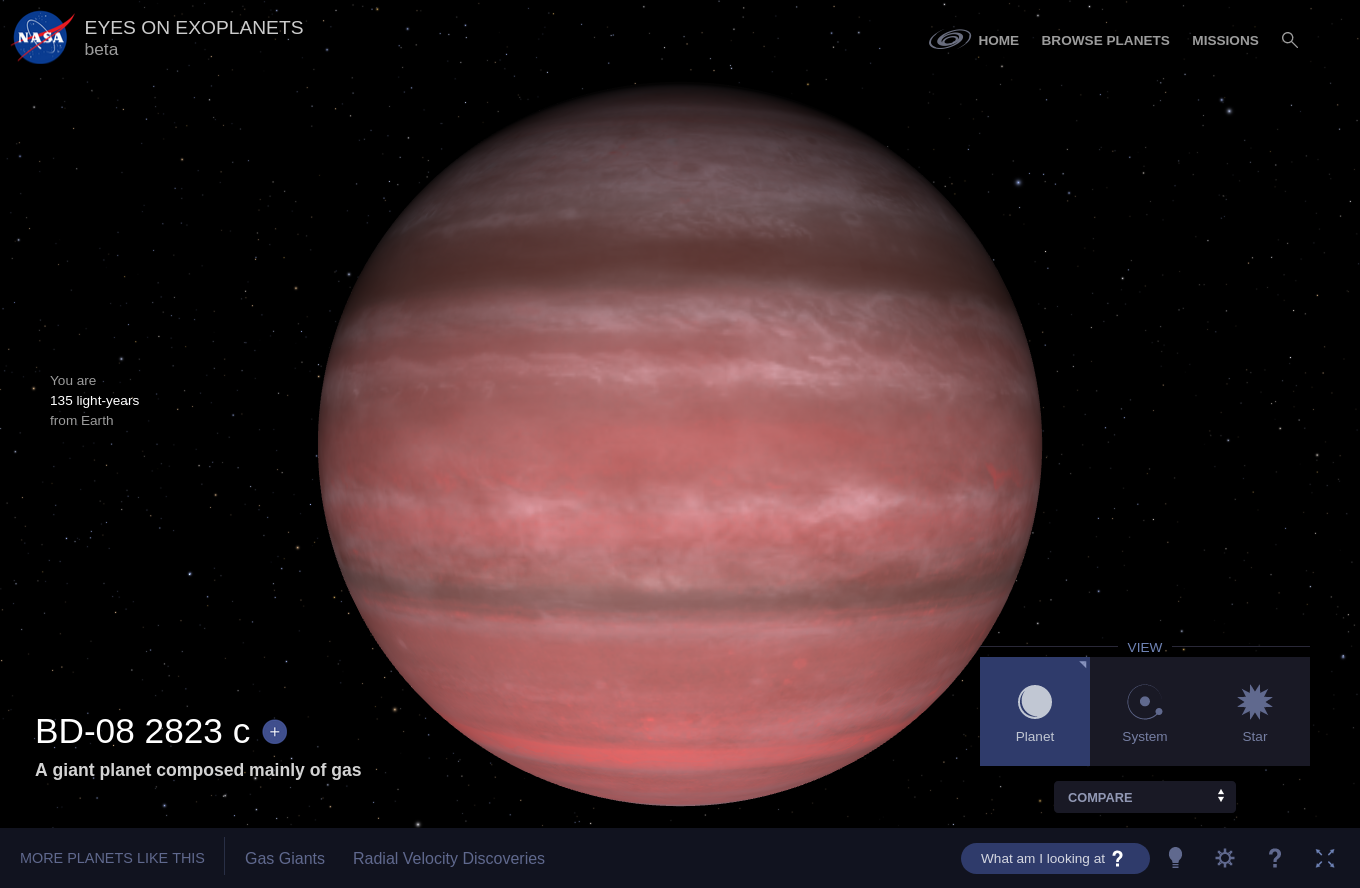 NASA
EYES ON EXOPLANETS
beta
HOME
BROWSE PLANETS
MISSIONS
You are
135 light-years
from Earth
BD-08 2823 c +
A giant planet composed mainly of gas
VIEW
Planet
System
Star
COMPARE
MORE PLANETS LIKE THIS
Gas Giants
Radial Velocity Discoveries
What am I looking at ?
?